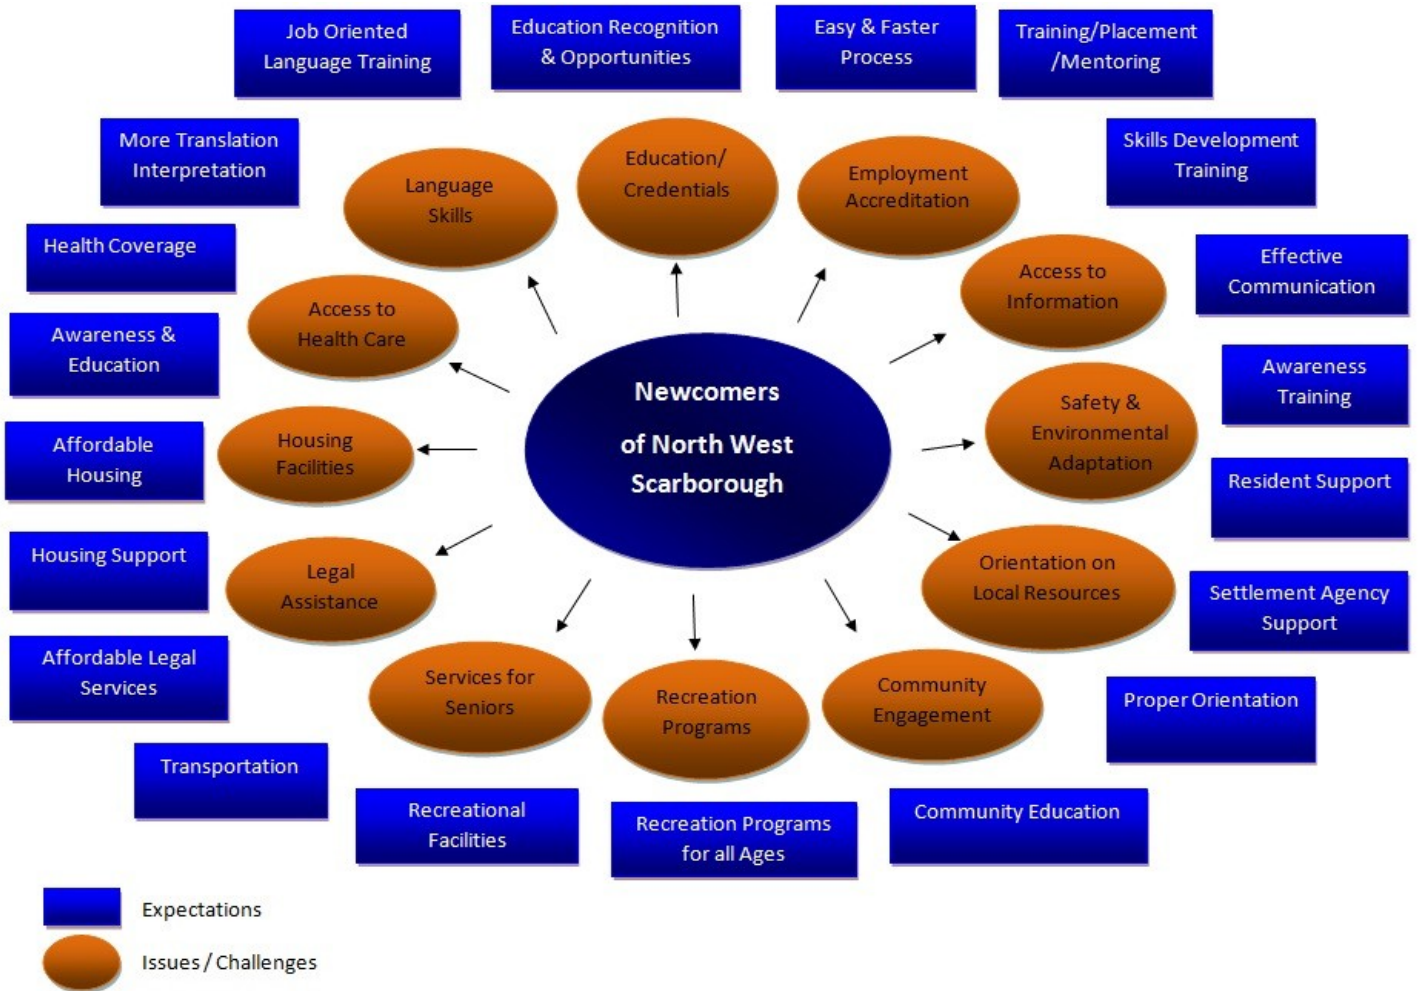 Job Oriented
Language Training
Education Recognition
& Opportunities
Easy & Faster
Process
Training/Placement
/Mentoring
More Translation
Interpretation
Skills Development
Training
Health Coverage
Effective
Communication
Awareness &
Education
Awareness
Training
Affordable
Housing
Resident Support
Housing Support
Settlement Agency
Support
Affordable Legal
Services
Proper Orientation
Transportation
Recreational
Facilities
Recreation Programs
for all Ages
Community Education
Language
Skills
Education/
Credentials
Employment
Accreditation
Access to
Information
Access to
Health Care
Safety &
Environmental
Adaptation
Housing
Facilities
Legal
Assistance
Orientation on
Local Resources
Services for
Seniors
Recreation
Programs
Community
Engagement
Newcomers
of North West
Scarborough
Expectations
Issues / Challenges